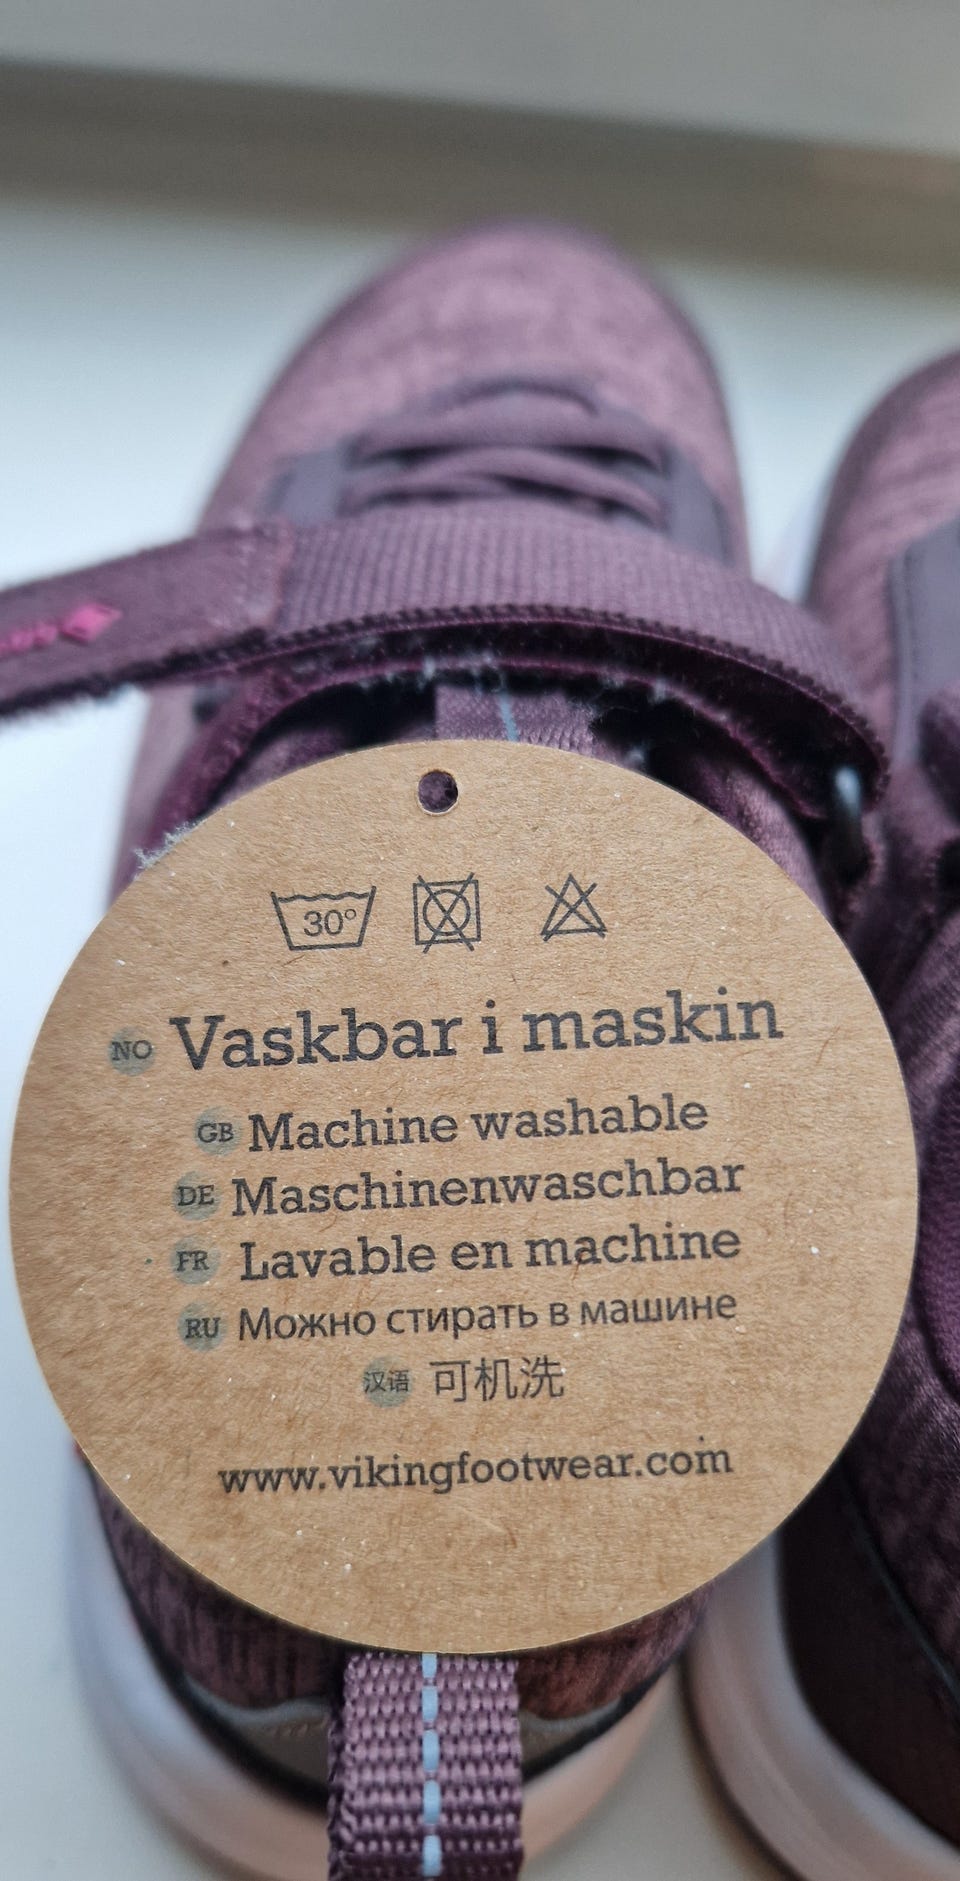 30°
NO Vaskbar i maskin
GB Machine washable
DE Maschinenwaschbar
FR Lavable en machine
RU Можно стирать в машине
汉语 可机洗
www.vikingfootwear.com